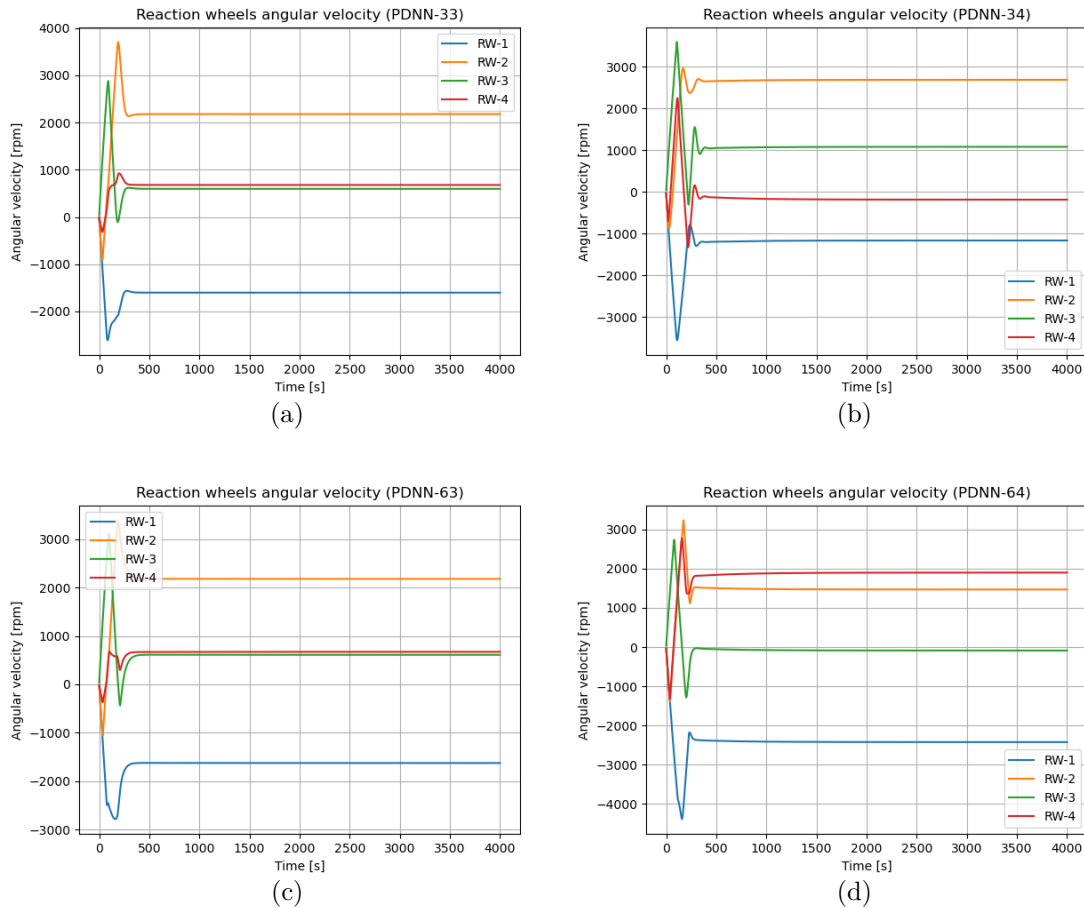 Reaction wheels angular velocity (PDNN-33)
4000
3000
2000
1000
0
−1000
−2000
Angular velocity [rpm]
RW-1
RW-2
RW-3
RW-4
0 500 1000 1500 2000 2500 3000 3500 4000
Time [s]
(a)
Reaction wheels angular velocity (PDNN-34)
3000
2000
1000
0
−1000
−2000
−3000
Angular velocity [rpm]
RW-1
RW-2
RW-3
RW-4
0 500 1000 1500 2000 2500 3000 3500 4000
Time [s]
(b)
Reaction wheels angular velocity (PDNN-63)
3000
2000
1000
0
−1000
−2000
−3000
Angular velocity [rpm]
RW-1
RW-2
RW-3
RW-4
0 500 1000 1500 2000 2500 3000 3500 4000
Time [s]
(c)
Reaction wheels angular velocity (PDNN-64)
3000
2000
1000
0
−1000
−2000
−3000
−4000
Angular velocity [rpm]
RW-1
RW-2
RW-3
RW-4
0 500 1000 1500 2000 2500 3000 3500 4000
Time [s]
(d)